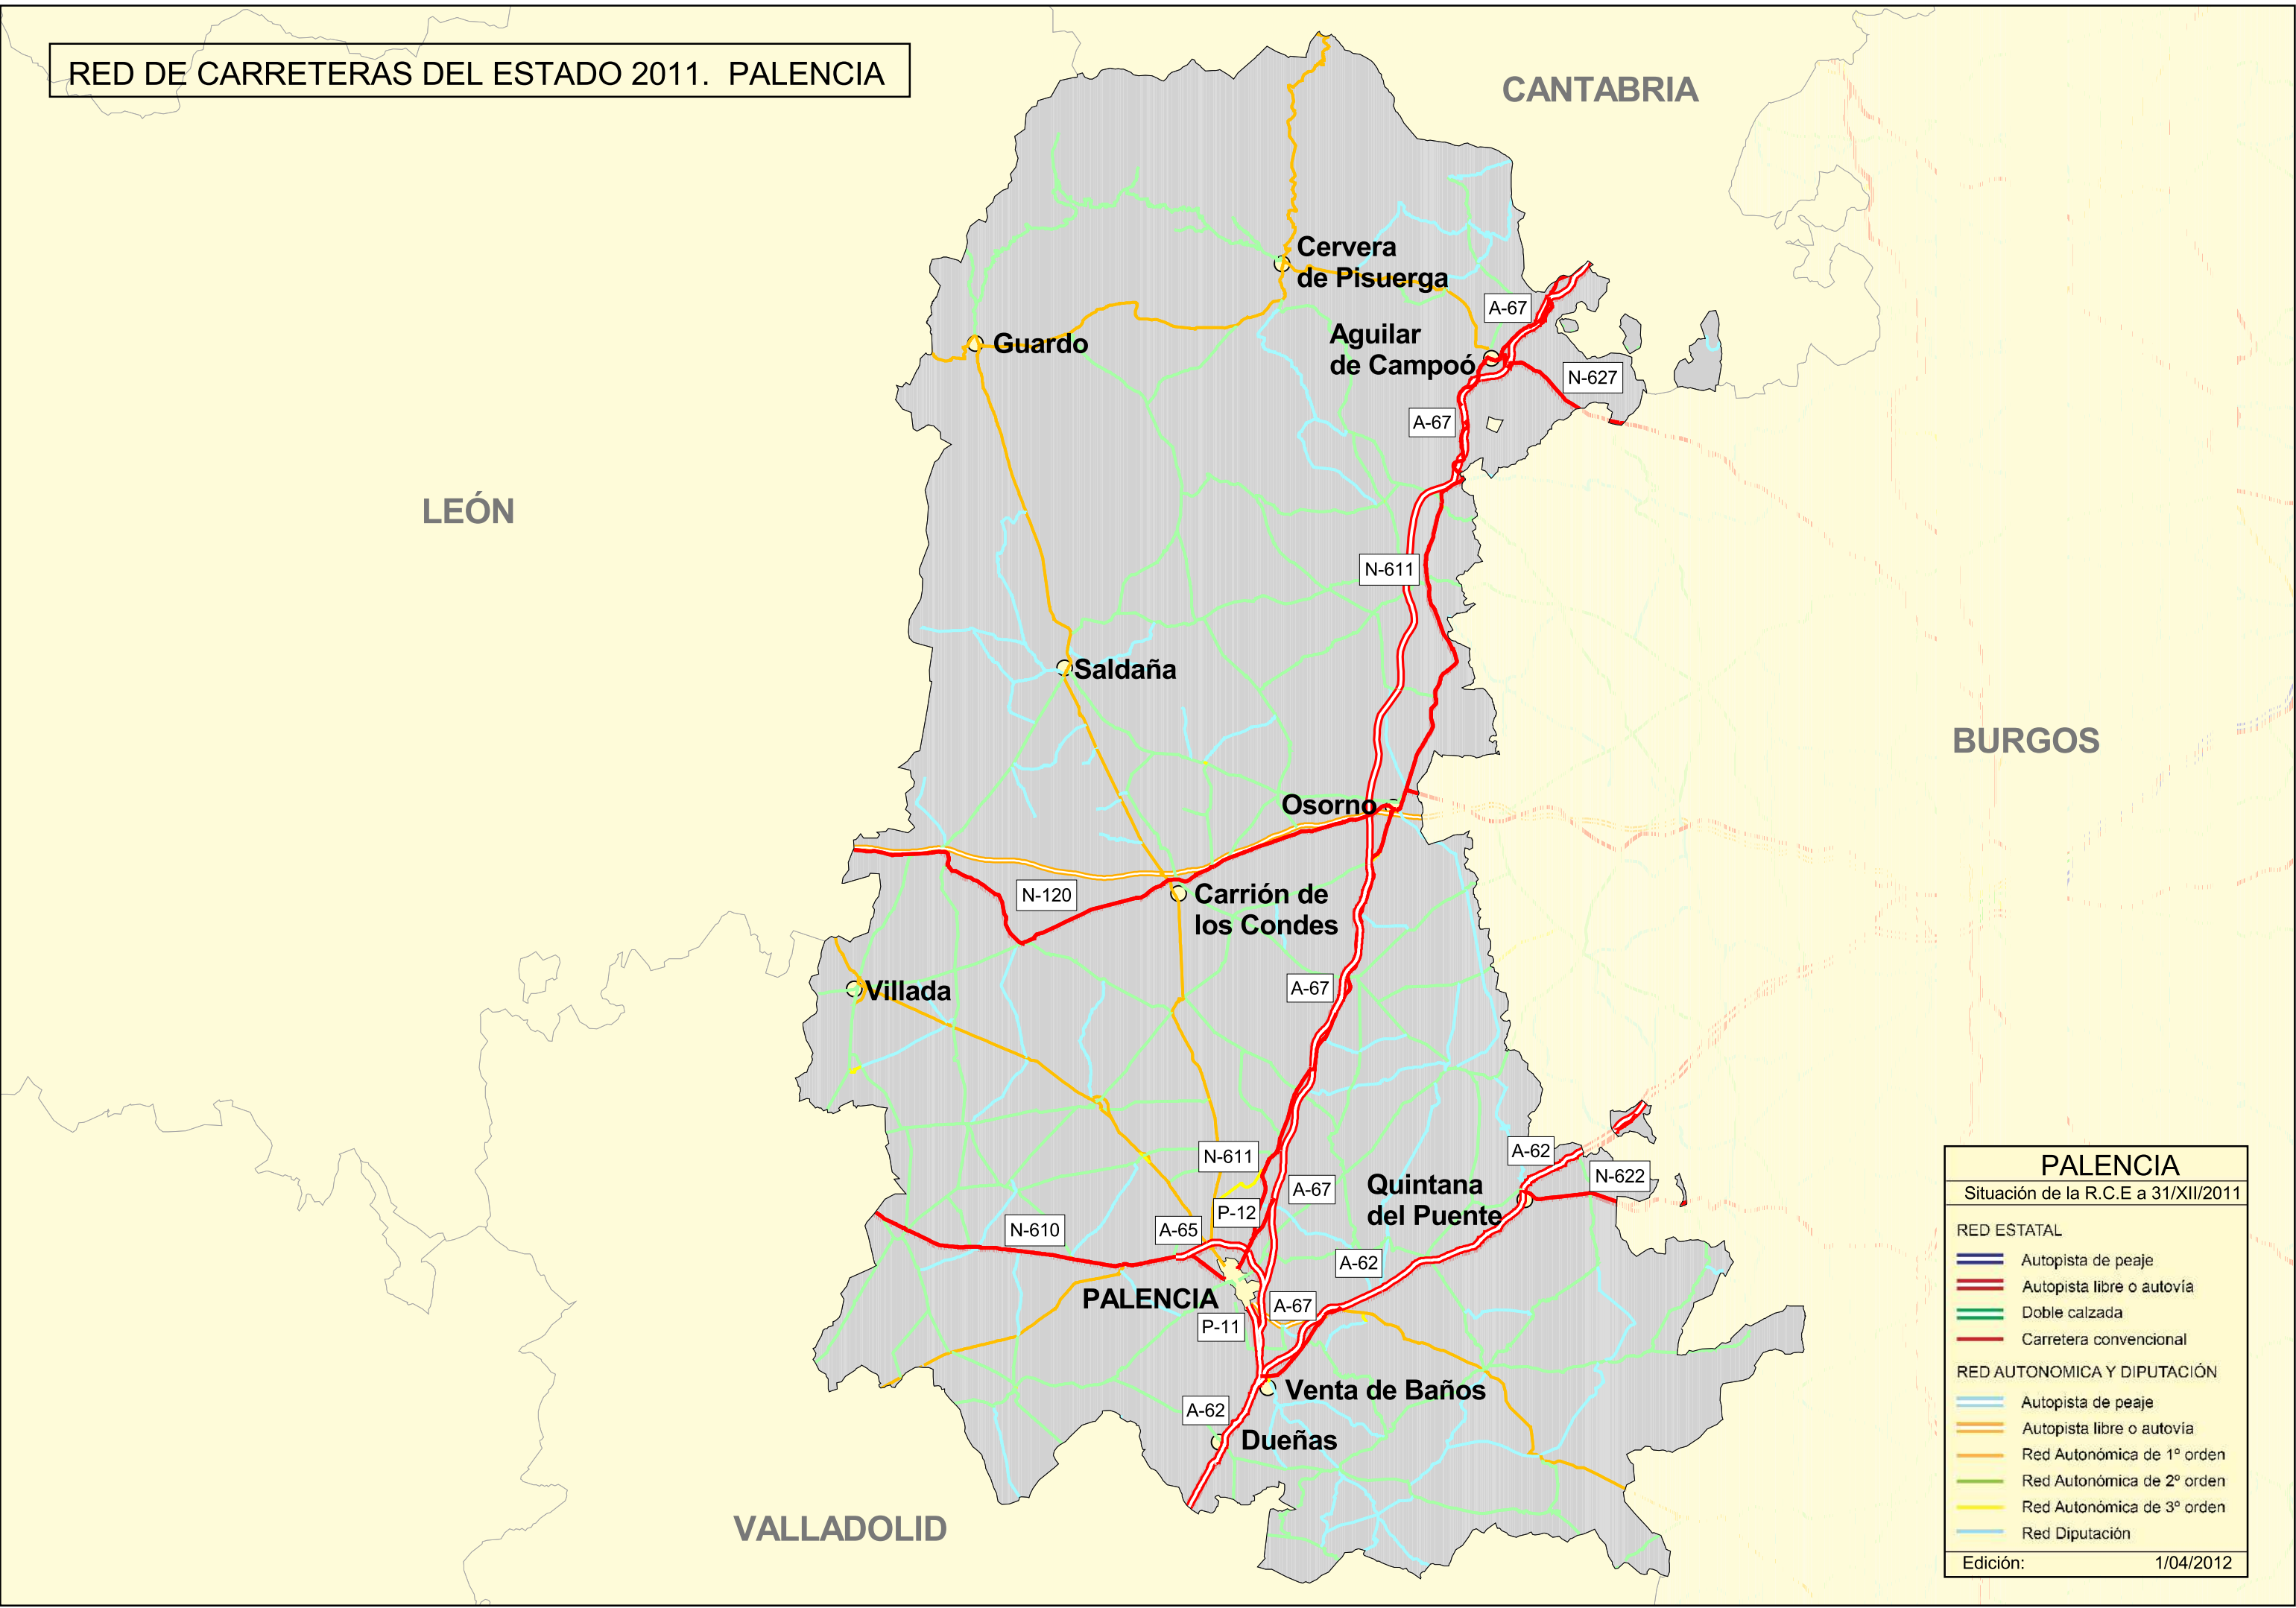 RED DE CARRETERAS DEL ESTADO 2011. PALENCIA
CANTABRIA
Cervera
de Pisuerga
A-67
Guardo
Aguilar
de Campoó
N-627
A-67
LEÓN
N-611
Saldaña
BURGOS
Osorno
N-120
Carrión de
los Condes
Villada
A-67
N-611
A-62
N-622
A-67
Quintana
del Puente
P-12
N-610
A-65
A-62
PALENCIA
A-67
P-11
Venta de Baños
A-62
Dueñas
VALLADOLID
PALENCIA
Situación de la R.C.E a 31/XII/2011
RED ESTATAL
Autopista de peaje
Autopista libre o autovía
Doble calzada
Carretera convencional
RED AUTONOMICA Y DIPUTACIÓN
Autopista de peaje
Autopista libre o autovía
Red Autonómica de 1º orden
Red Autonómica de 2º orden
Red Autonómica de 3º orden
Red Diputación
Edición: 1/04/2012